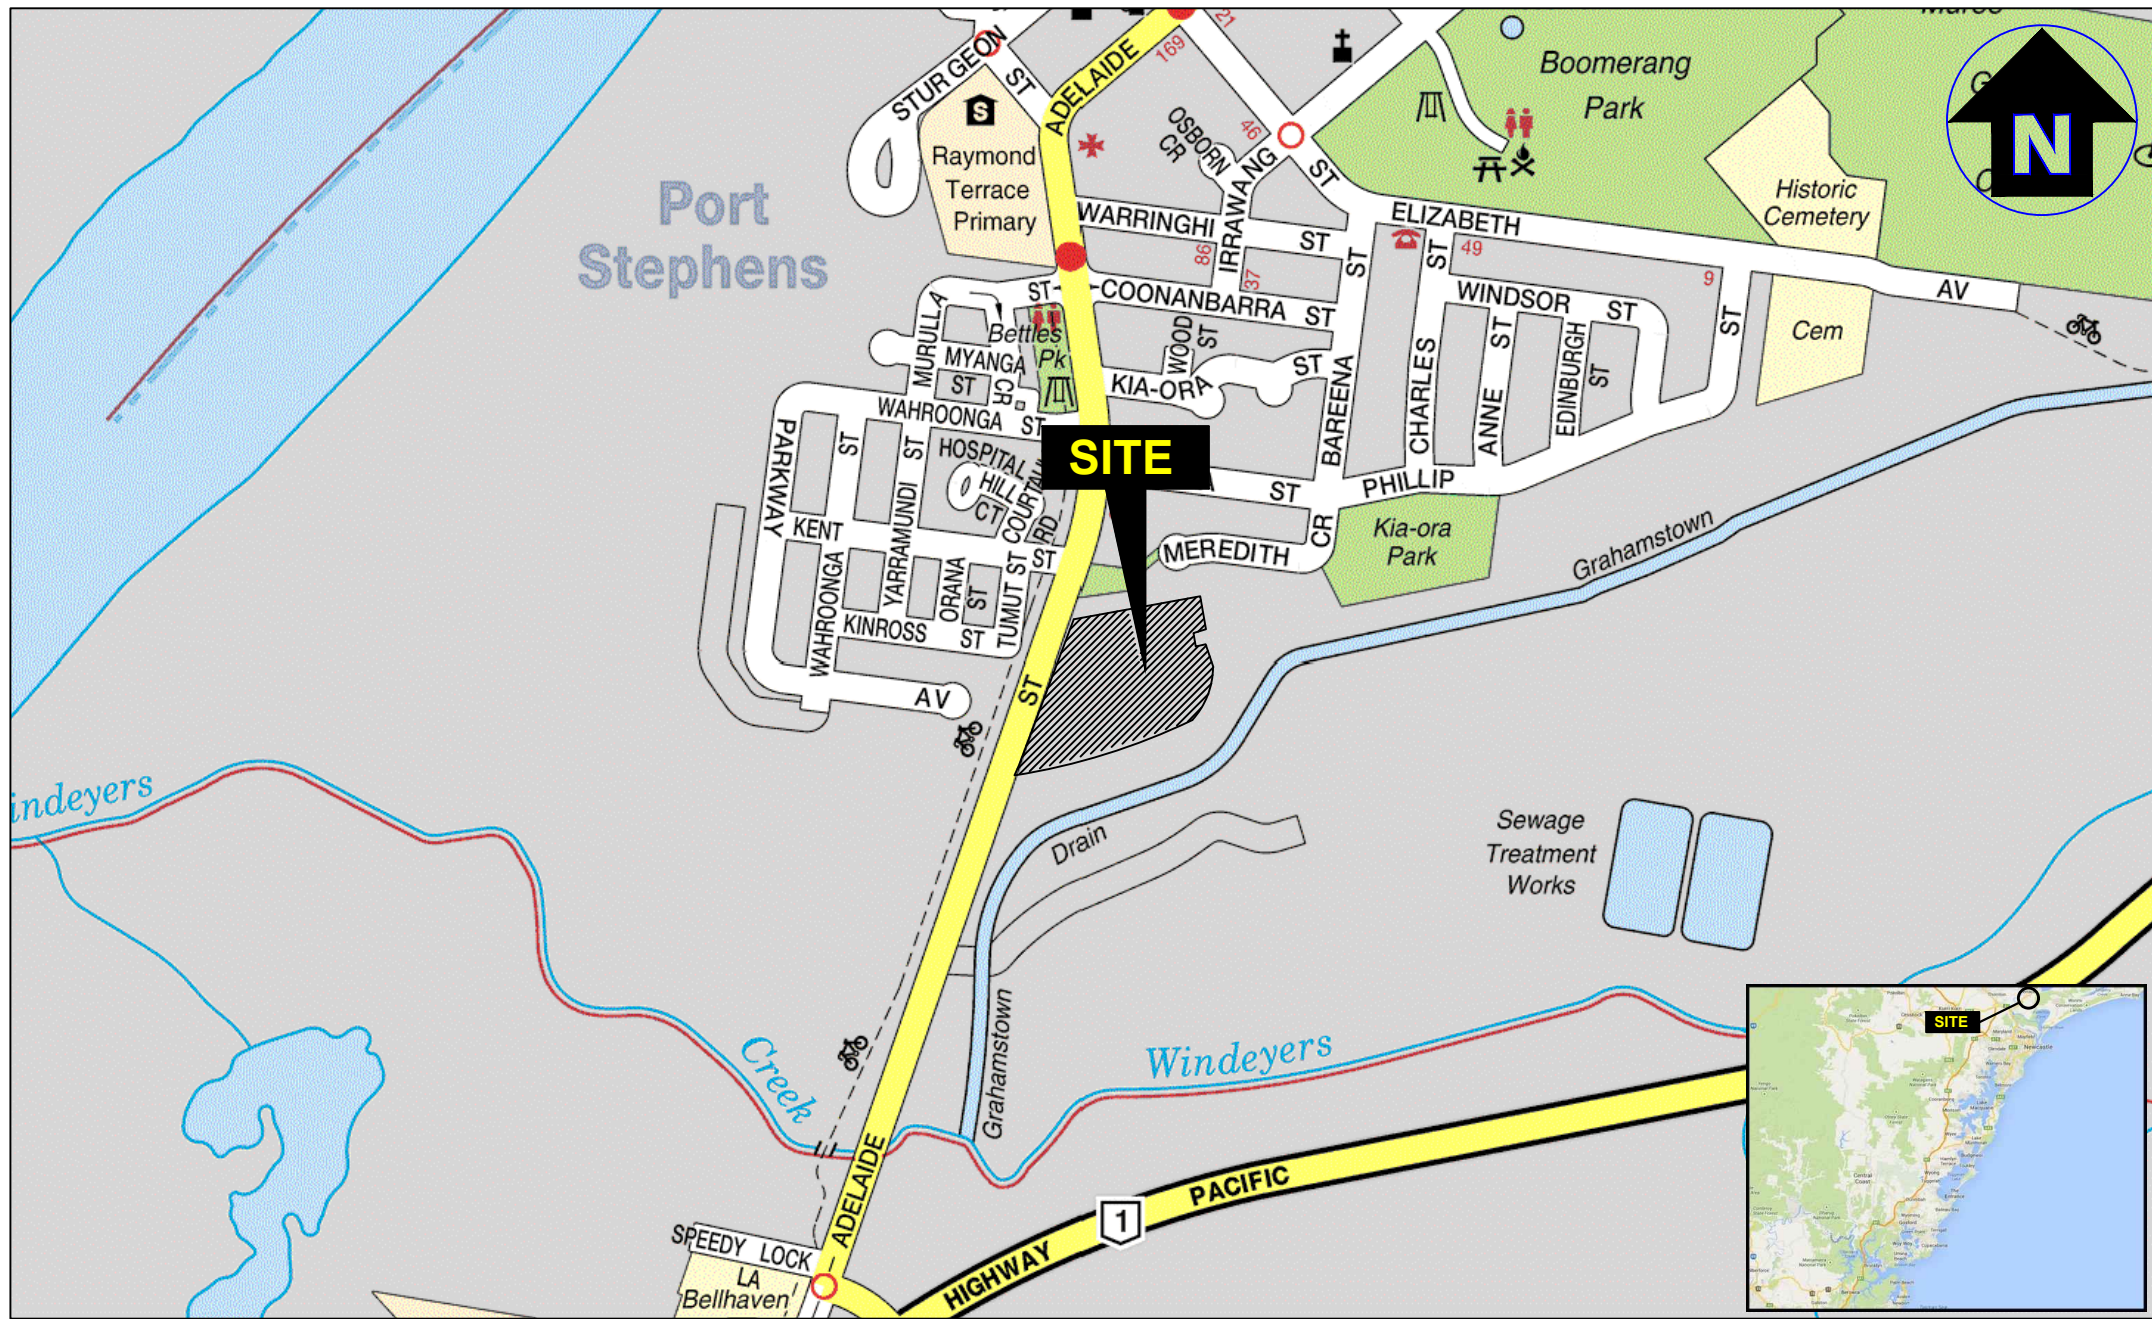 STURGEON
ST
ADELAIDE
169
21
Boomerang
Park
N
S
Raymond
Terrace
Primary
OSBORN
CR
46
IRRAWANG
ST
Historic
Cemetery
Port
Stephens
WARRINGHI
ST
86
37
ELIZABETH
49
9
ST
ST
ST
AV
ST
COONANBARRA
ST
WINDSOR
ST
Cem
MURULLA
Bettles
Pk
MYANGA
ST
CR
WOOD
ST
KIA-ORA
ST
BAREENA
CHARLES
ANNE
ST
EDINBURGH
ST
WAHROONGA
ST
PARKWAY
ST
ST
HOSPITAL
HILL
CT
SITE
ST
PHILLIP
KENT
YARRAMUNDI
RD
ST
MEREDITH
CR
Kia-ora
Park
Grahamstown
WAHROONGA
ORANA
ST
TUMUT
ST
KINROSS
ST
ST
AV
indeyers
Drain
Sewage
Treatment
Works
Creek
Grahamstown
Windeyers
SITE
ADELAIDE
PACIFIC
1
HIGHWAY
SPEEDY LOCK
LA
Bellhaven